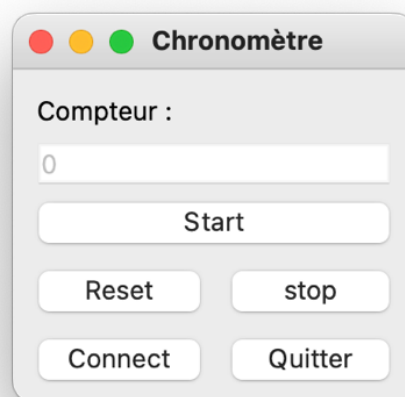 Chronomètre
Compteur :
0
Start
Reset stop
Connect Quitter